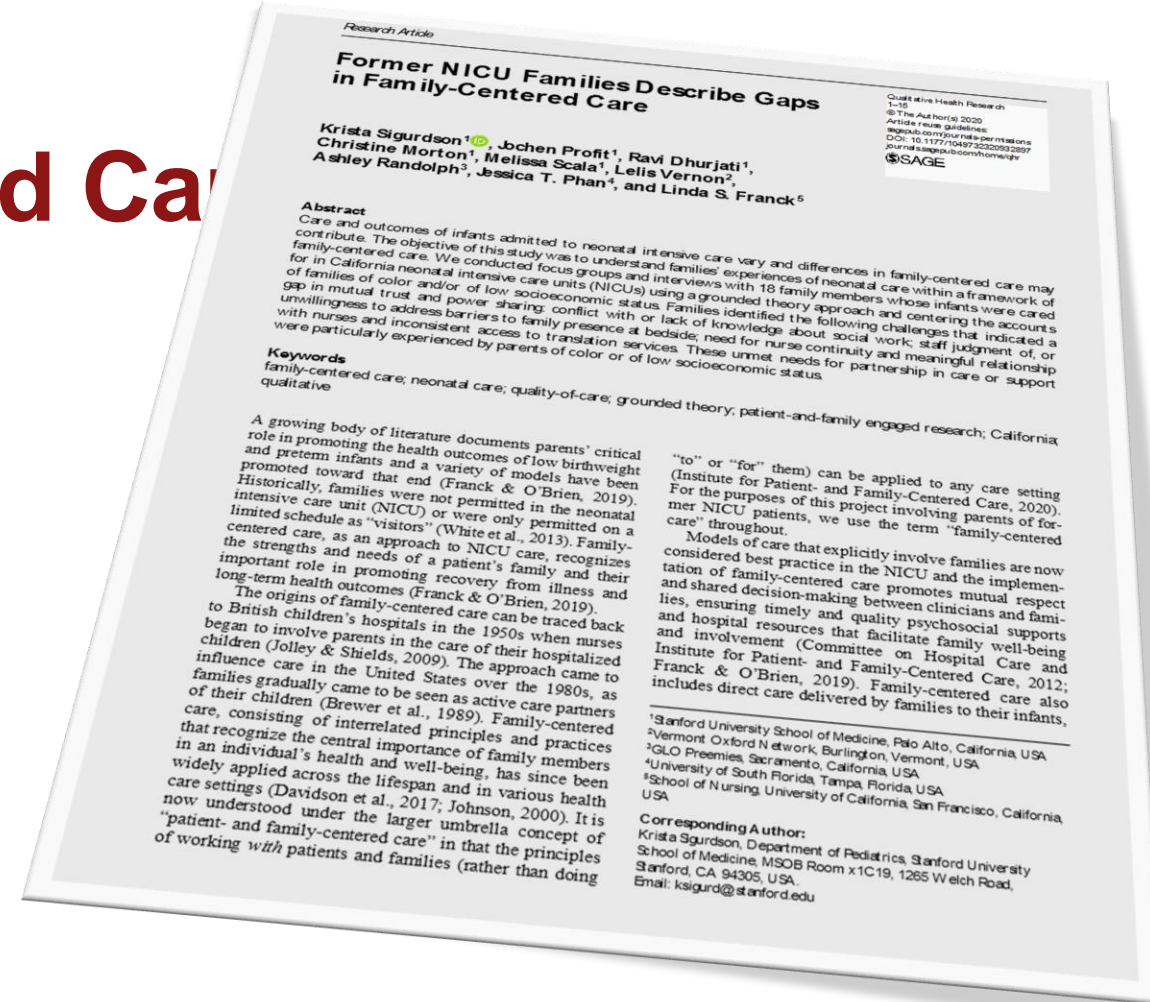 d Ca
Research Article
Former NICU Families Describe Gaps
in Family-Centered Care
Qualitative Health Research
1–15
© The Author(s) 2020
Article reuse guidelines:
sagepub.com/journals-permissions
DOI: 10.1177/1049732320932897
journals.sagepub.com/home/qhr
SAGE
Krista Sigurdson¹ iD, Jochen Profit¹, Ravi Dhurjati¹,
Christine Morton¹, Melissa Scala¹, Lelis Vernon²,
Ashley Randolph³, Jessica T. Phan⁴, and Linda S. Franck⁵
Abstract
Care and outcomes of infants admitted to neonatal intensive care vary and differences in family-centered care may
contribute. The objective of this study was to understand families' experiences of neonatal care within a framework of
family-centered care. We conducted focus groups and interviews with 18 family members whose infants were cared
for in California neonatal intensive care units (NICUs) using a grounded theory approach and centering the accounts
of families of color and/or of low socioeconomic status. Families identified the following challenges that indicated a
gap in mutual trust and power sharing: conflict with or lack of knowledge about social work; staff judgment of, or
unwillingness to address barriers to family presence at bedside; need for nurse continuity and meaningful relationship
with nurses and inconsistent access to translation services. These unmet needs for partnership in care or support
were particularly experienced by parents of color or of low socioeconomic status.
Keywords
family-centered care; neonatal care; quality-of-care; grounded theory; patient-and-family engaged research; California;
qualitative
A growing body of literature documents parents' critical
role in promoting the health outcomes of low birthweight
and preterm infants and a variety of models have been
promoted toward that end (Franck & O'Brien, 2019).
Historically, families were not permitted in the neonatal
intensive care unit (NICU) or were only permitted on a
limited schedule as "visitors" (White et al., 2013). Family-
centered care, as an approach to NICU care, recognizes
the strengths and needs of a patient's family and their
important role in promoting recovery from illness and
long-term health outcomes (Franck & O'Brien, 2019).
The origins of family-centered care can be traced back
to British children's hospitals in the 1950s when nurses
began to involve parents in the care of their hospitalized
children (Jolley & Shields, 2009). The approach came to
influence care in the United States over the 1980s, as
families gradually came to be seen as active care partners
of their children (Brewer et al., 1989). Family-centered
care, consisting of interrelated principles and practices
that recognize the central importance of family members
in an individual's health and well-being, has since been
widely applied across the lifespan and in various health
care settings (Davidson et al., 2017; Johnson, 2000). It is
now understood under the larger umbrella concept of
"patient- and family-centered care" in that the principles
of working with patients and families (rather than doing
"to" or "for" them) can be applied to any care setting
(Institute for Patient- and Family-Centered Care, 2020).
For the purposes of this project involving parents of for-
mer NICU patients, we use the term "family-centered
care" throughout.
Models of care that explicitly involve families are now
considered best practice in the NICU and the implemen-
tation of family-centered care promotes mutual respect
and shared decision-making between clinicians and fami-
lies, ensuring timely and quality psychosocial supports
and hospital resources that facilitate family well-being
and involvement (Committee on Hospital Care and
Institute for Patient- and Family-Centered Care, 2012;
Franck & O'Brien, 2019). Family-centered care also
includes direct care delivered by families to their infants,
¹Stanford University School of Medicine, Palo Alto, California, USA
²Vermont Oxford Network, Burlington, Vermont, USA
³GLO Preemies, Sacramento, California, USA
⁴University of South Florida, Tampa, Florida, USA
⁵School of Nursing, University of California, San Francisco, California,
USA
Corresponding Author:
Krista Sigurdson, Department of Pediatrics, Stanford University
School of Medicine, MSOB Room x1C19, 1265 Welch Road,
Stanford, CA 94305, USA.
Email: ksigurd@stanford.edu